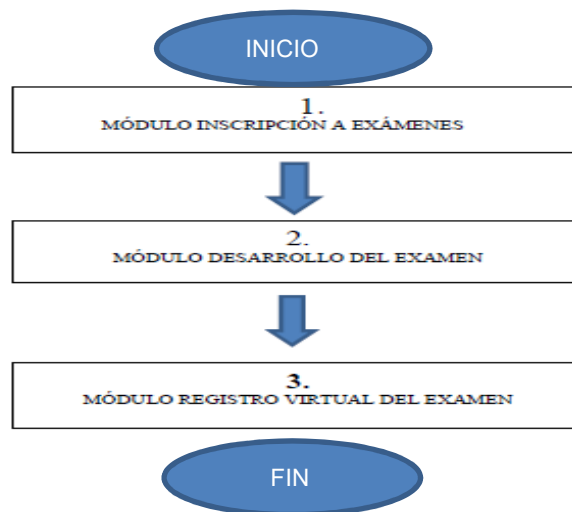 INICIO
1.
MÓDULO INSCRIPCIÓN A EXÁMENES
2.
MÓDULO DESARROLLO DEL EXAMEN
3.
MÓDULO REGISTRO VIRTUAL DEL EXAMEN
FIN